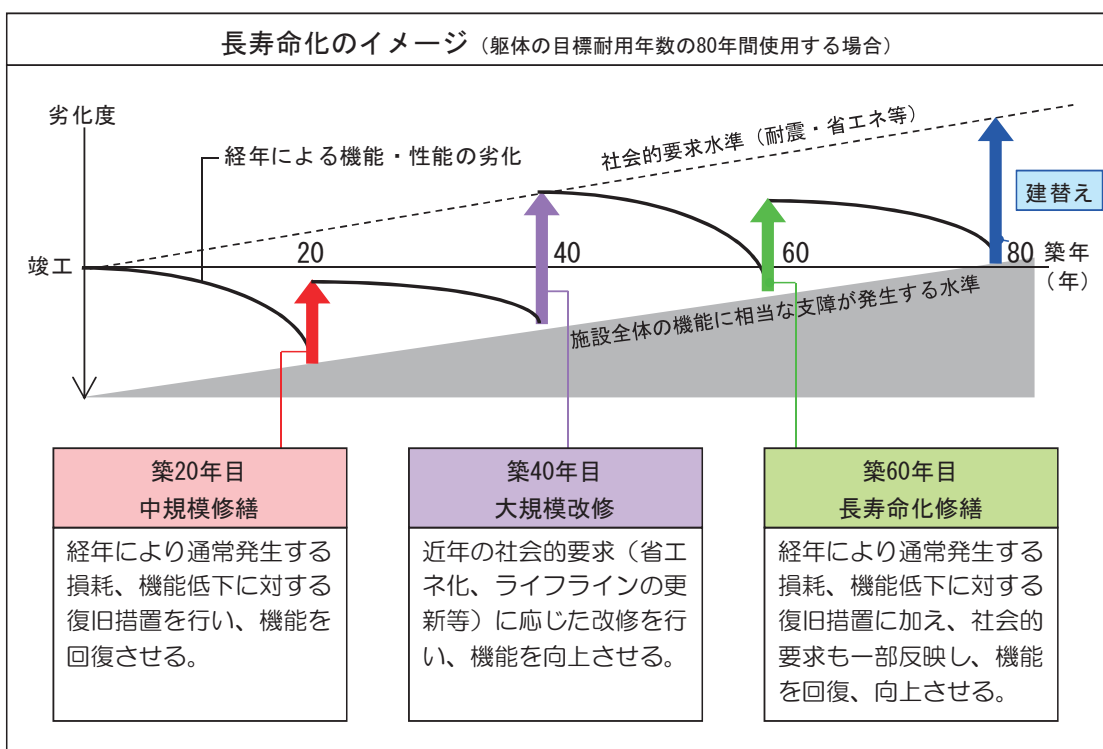 長寿命化のイメージ（躯体の目標耐用年数の80年間使用する場合）
劣化度
経年による機能・性能の劣化
社会的要求水準（耐震・省エネ等）
建替え
竣工
20
40
60
80
築年
（年）
施設全体の機能に相当な支障が発生する水準
築20年目
中規模修繕
経年により通常発生する
損耗、機能低下に対する
復旧措置を行い、機能を
回復させる。
築40年目
大規模改修
近年の社会的要求（省エ
ネ化、ライフラインの更
新等）に応じた改修を行
い、機能を向上させる。
築60年目
長寿命化修繕
経年により通常発生する
損耗、機能低下に対する
復旧措置に加え、社会的
要求も一部反映し、機能
を回復、向上させる。